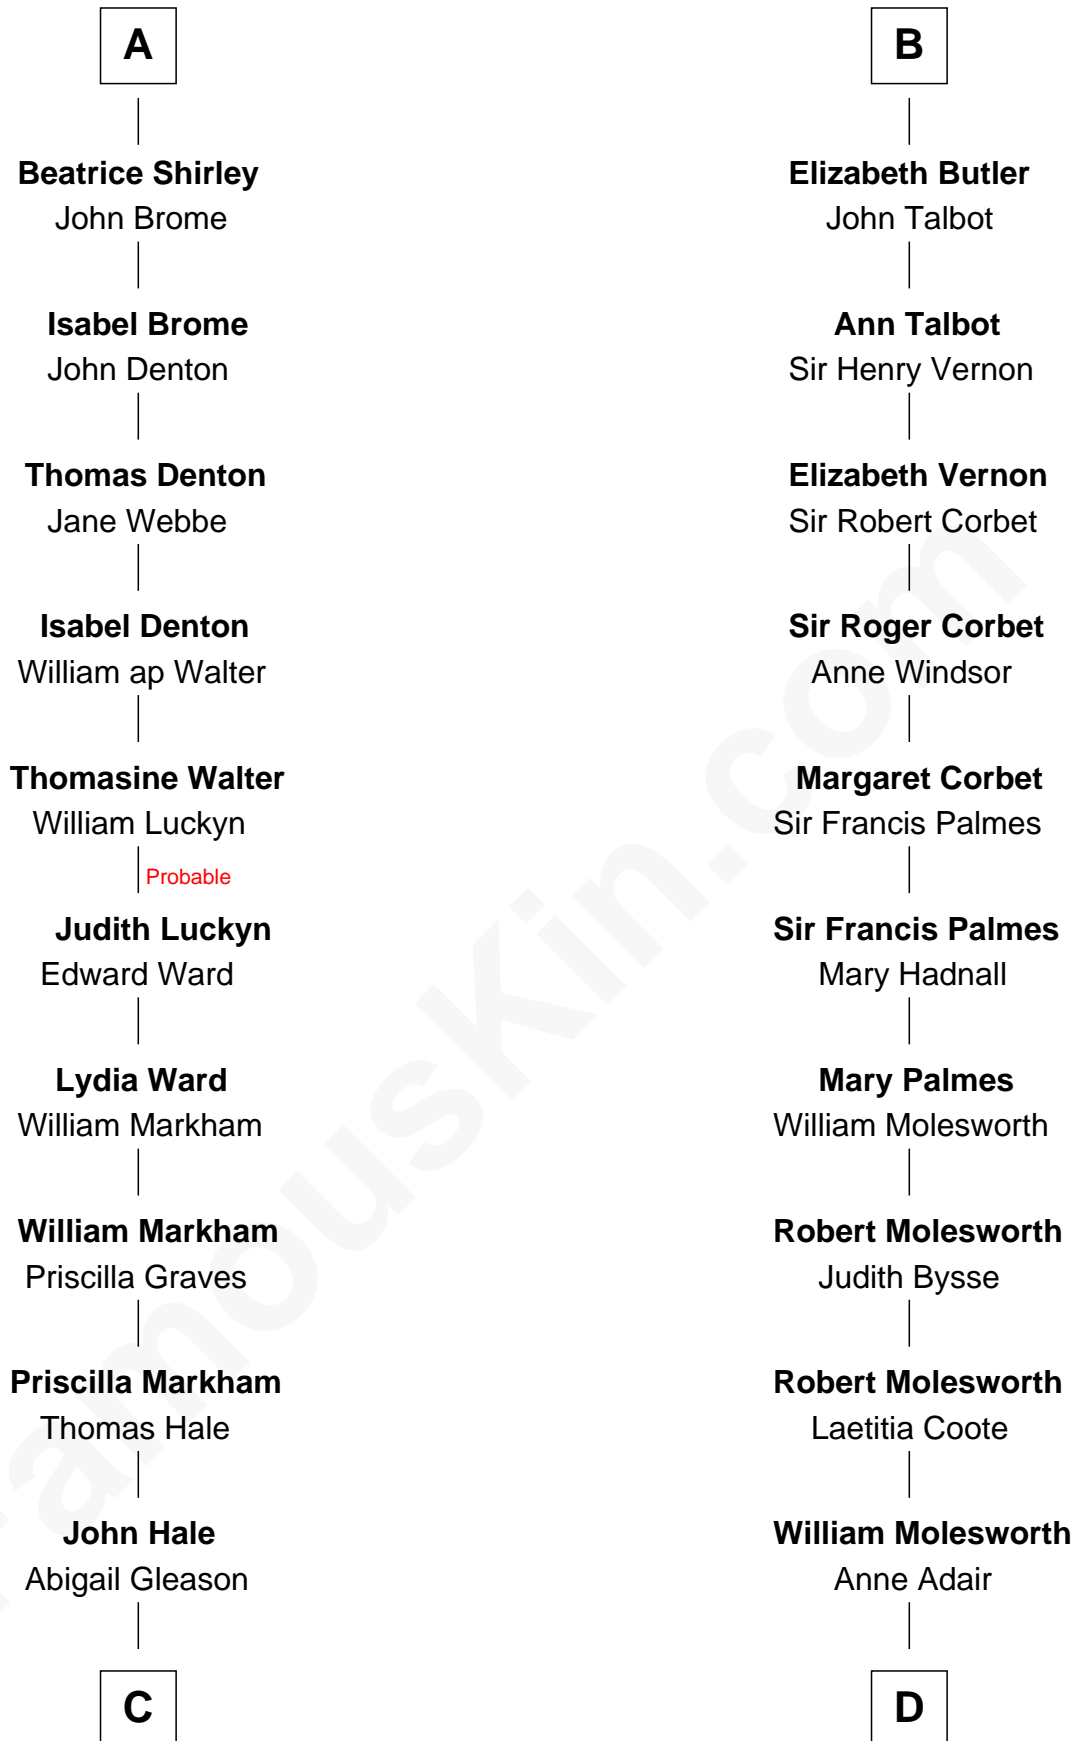 A
Beatrice Shirley
John Brome
Isabel Brome
John Denton
Thomas Denton
Jane Webbe
Isabel Denton
William ap Walter
Thomasine Walter
William Luckyn
Probable
Judith Luckyn
Edward Ward
Lydia Ward
William Markham
William Markham
Priscilla Graves
Priscilla Markham
Thomas Hale
John Hale
Abigail Gleason
C
B
Elizabeth Butler
John Talbot
Ann Talbot
Sir Henry Vernon
Elizabeth Vernon
Sir Robert Corbet
Sir Roger Corbet
Anne Windsor
Margaret Corbet
Sir Francis Palmes
Sir Francis Palmes
Mary Hadnall
Mary Palmes
William Molesworth
Robert Molesworth
Judith Bysse
Robert Molesworth
Laetitia Coote
William Molesworth
Anne Adair
D
FamousKin.com